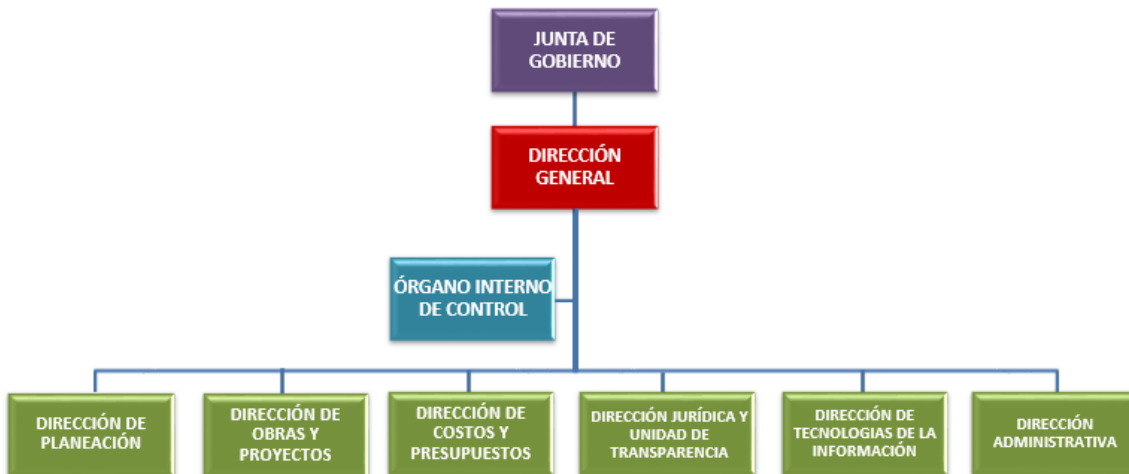 JUNTA DE
GOBIERNO
DIRECCIÓN
GENERAL
ÓRGANO INTERNO
DE CONTROL
DIRECCIÓN DE
PLANEACIÓN
DIRECCIÓN DE
OBRAS Y
PROYECTOS
DIRECCIÓN DE
COSTOS Y
PRESUPUESTOS
DIRECCIÓN JURÍDICA Y
UNIDAD DE
TRANSPARENCIA
DIRECCIÓN DE
TECNOLOGIAS DE LA
INFORMACIÓN
DIRECCIÓN
ADMINISTRATIVA